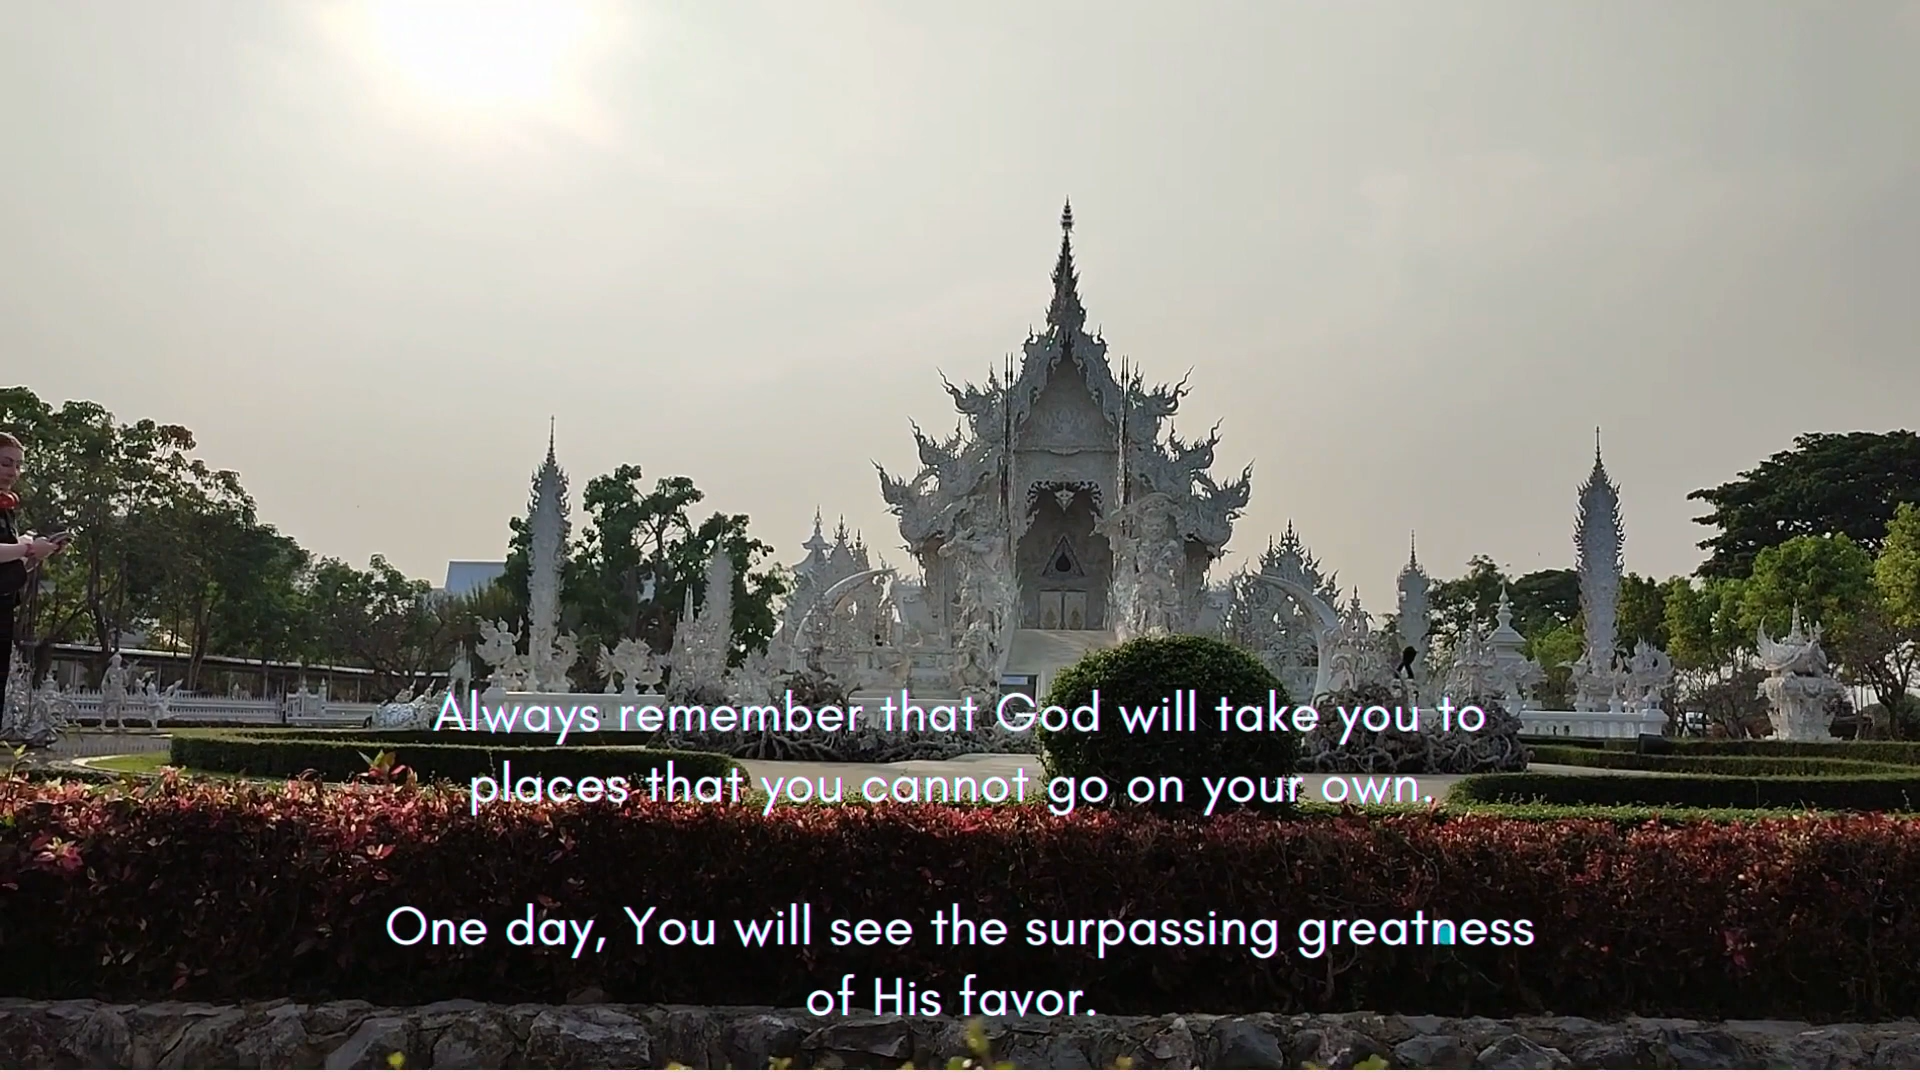 Always remember that God will take you to
places that you cannot go on your own.
One day, You will see the surpassing greatness
of His favor.